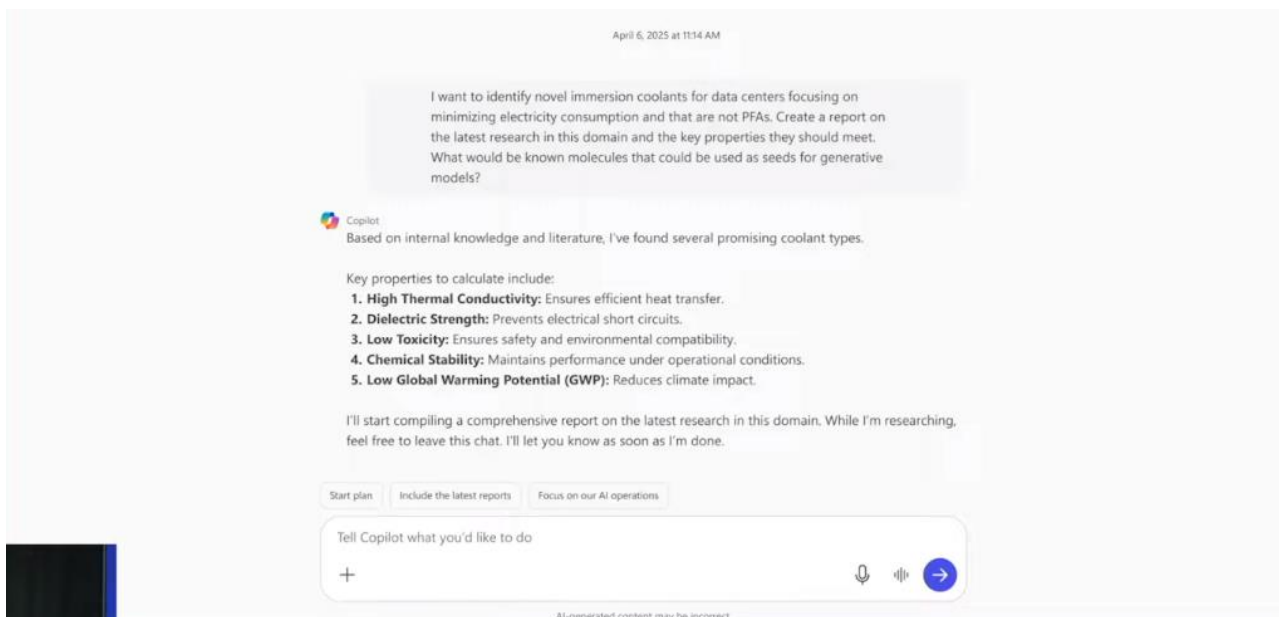 April 6, 2025 at 11:14 AM
I want to identify novel immersion coolants for data centers focusing on
minimizing electricity consumption and that are not PFAs. Create a report on
the latest research in this domain and the key properties they should meet.
What would be known molecules that could be used as seeds for generative
models?
Copilot
Based on internal knowledge and literature, I've found several promising coolant types.
Key properties to calculate include:
1. High Thermal Conductivity: Ensures efficient heat transfer.
2. Dielectric Strength: Prevents electrical short circuits.
3. Low Toxicity: Ensures safety and environmental compatibility.
4. Chemical Stability: Maintains performance under operational conditions.
5. Low Global Warming Potential (GWP): Reduces climate impact.
I'll start compiling a comprehensive report on the latest research in this domain. While I'm researching,
feel free to leave this chat. I'll let you know as soon as I'm done.
Start plan Include the latest reports Focus on our AI operations
Tell Copilot what you'd like to do
AI-generated content may be incorrect